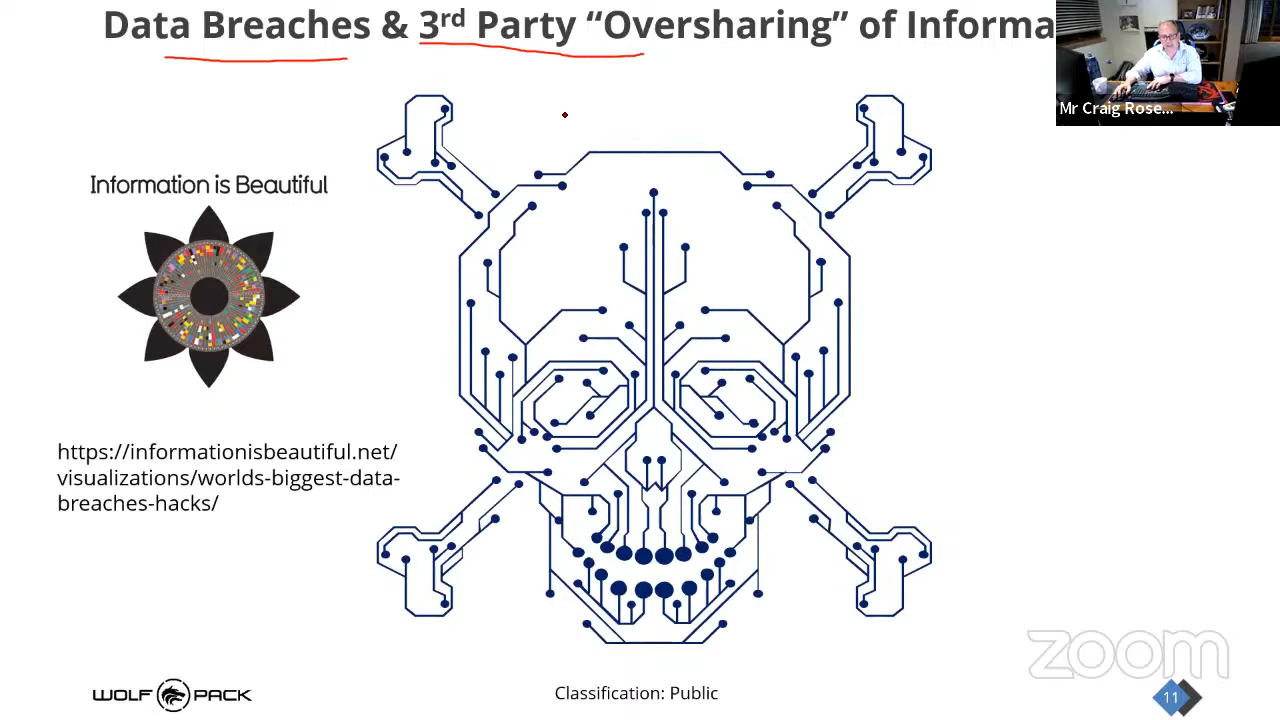 Data Breaches & 3rd Party “Oversharing” of Informa
Mr Craig Rose...
Information is Beautiful
https://informationisbeautiful.net/
visualizations/worlds-biggest-data-
breaches-hacks/
zoom
WOLF PACK
Classification: Public
11